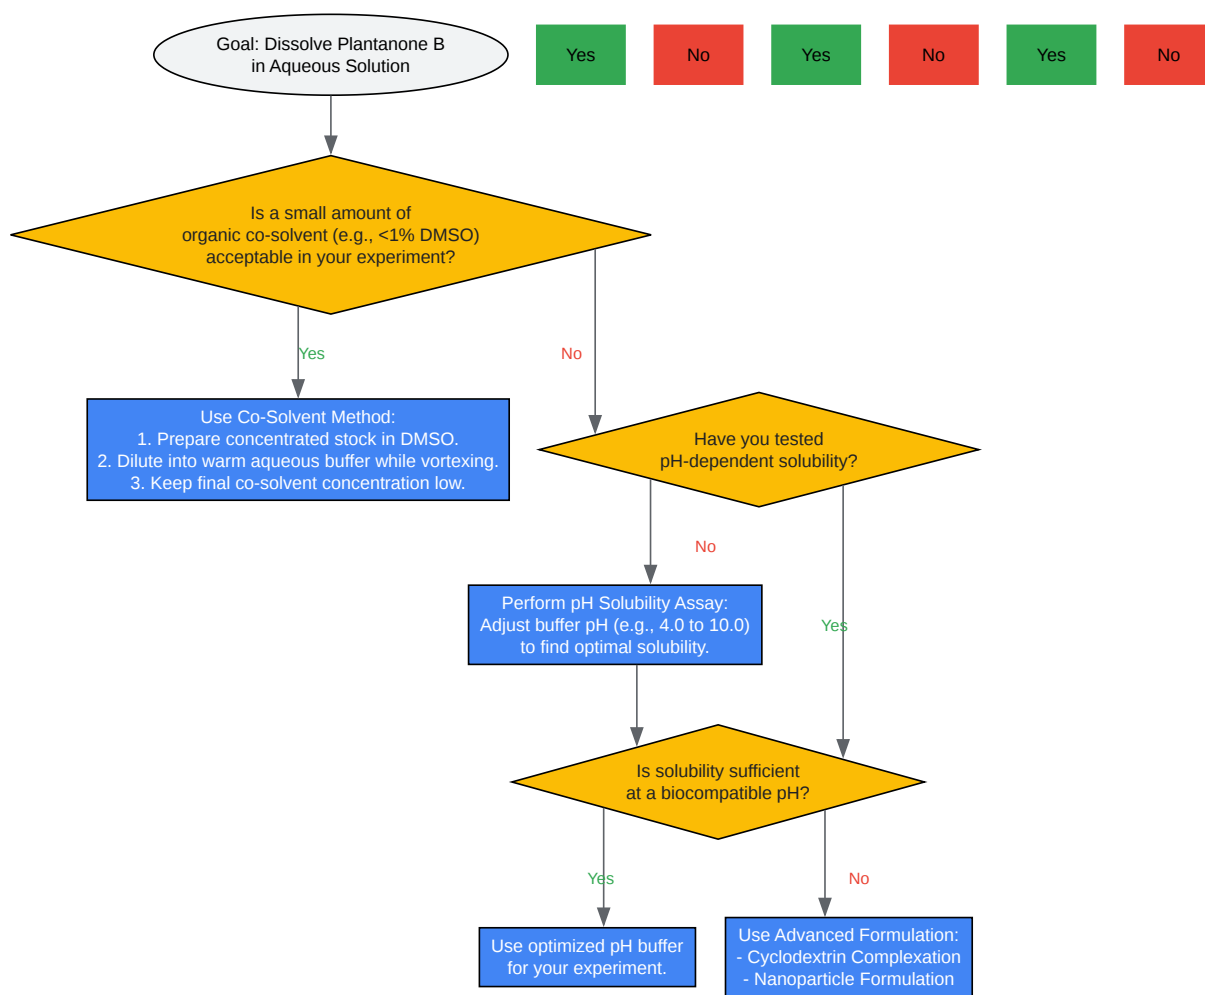 Goal: Dissolve Plantanone B
in Aqueous Solution
Yes
No
Yes
No
Yes
No
Is a small amount of
organic co-solvent (e.g., <1% DMSO)
acceptable in your experiment?
Yes
No
Use Co-Solvent Method:
1. Prepare concentrated stock in DMSO.
2. Dilute into warm aqueous buffer while vortexing.
3. Keep final co-solvent concentration low.
Have you tested
pH-dependent solubility?
No
Yes
Perform pH Solubility Assay:
Adjust buffer pH (e.g., 4.0 to 10.0)
to find optimal solubility.
Is solubility sufficient
at a biocompatible pH?
Yes
No
Use optimized pH buffer
for your experiment.
Use Advanced Formulation:
- Cyclodextrin Complexation
- Nanoparticle Formulation